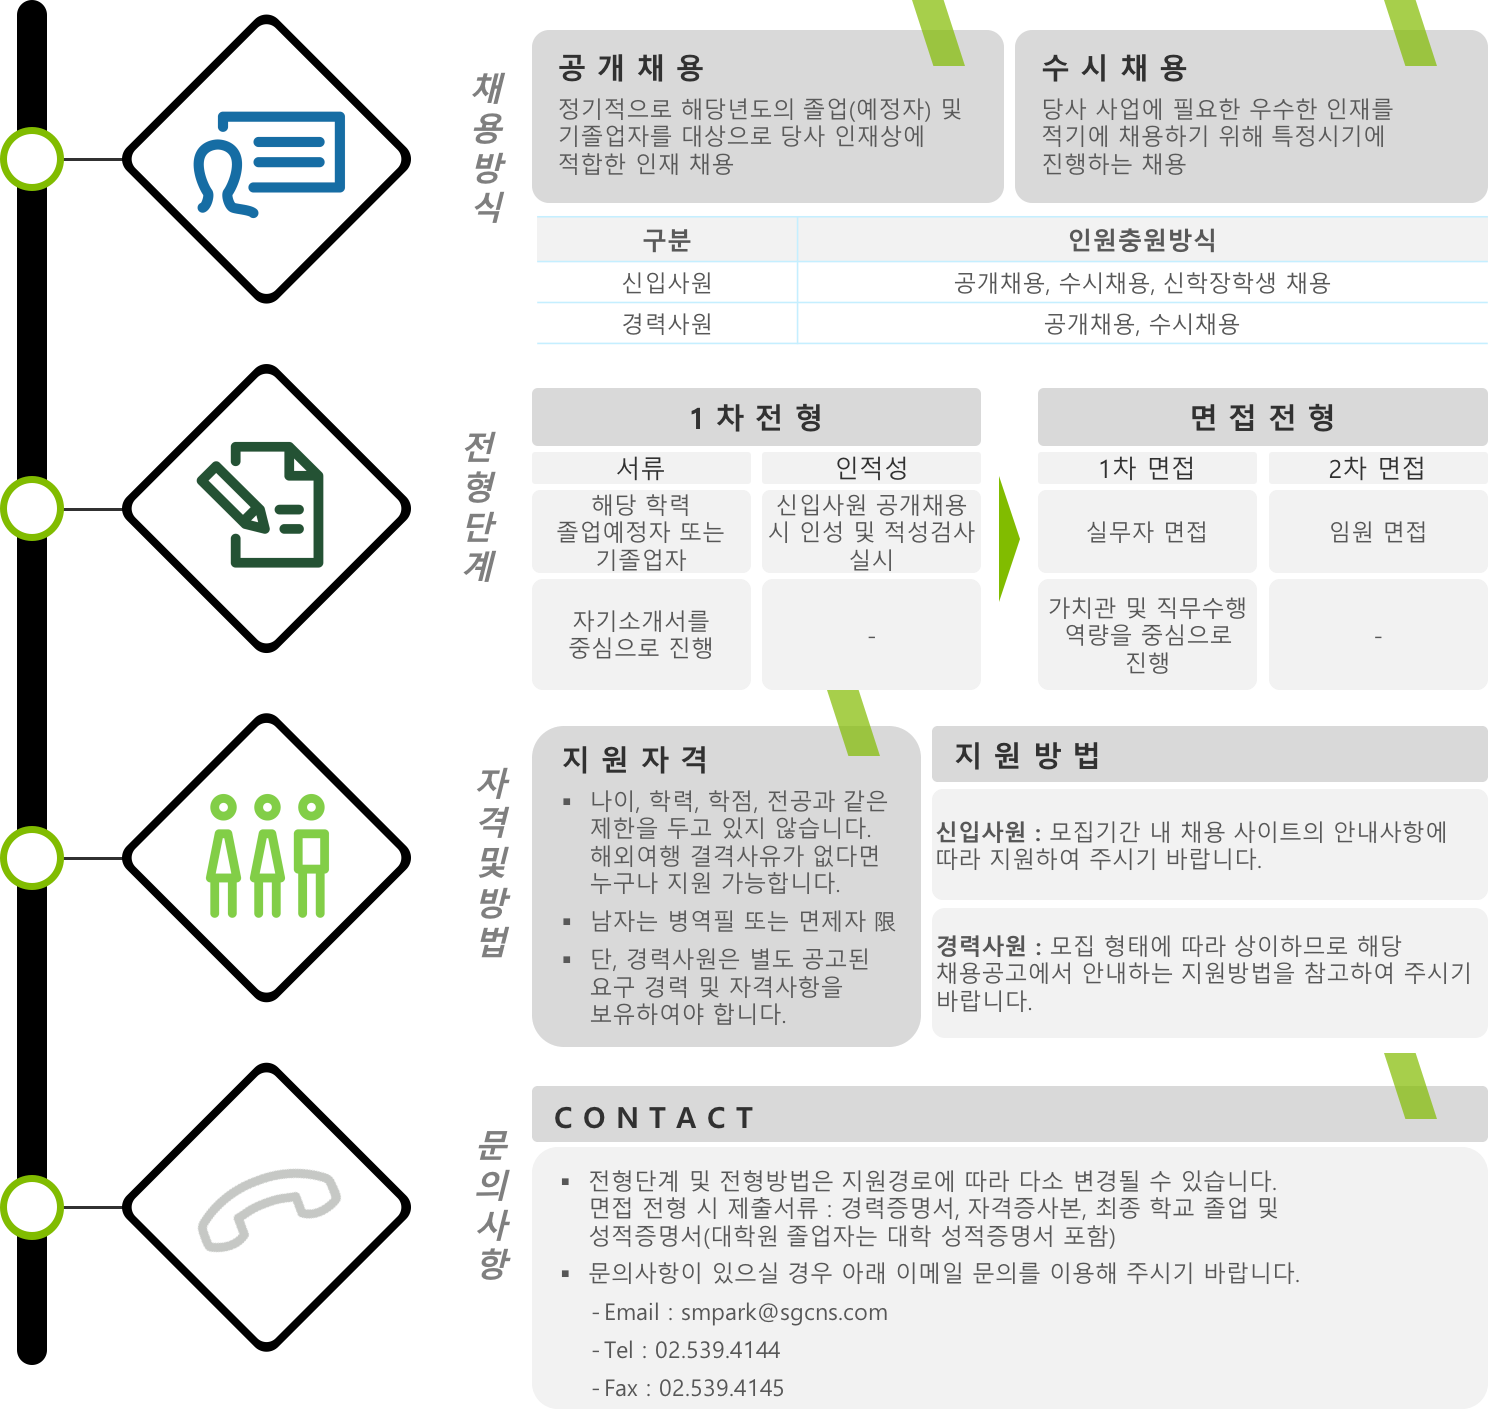 채
용
방
식
공 개 채 용
정기적으로 해당년도의 졸업(예정자) 및
기졸업자를 대상으로 당사 인재상에
적합한 인재 채용
수 시 채 용
당사 사업에 필요한 우수한 인재를
적기에 채용하기 위해 특정시기에
진행하는 채용
구분 인원충원방식
신입사원 공개채용, 수시채용, 신학장학생 채용
경력사원 공개채용, 수시채용
전
형
단
계
1 차 전 형
서류 인적성
해당 학력
졸업예정자 또는
기졸업자
신입사원 공개채용
시 인성 및 적성검사
실시
자기소개서를
중심으로 진행
-
면 접 전 형
1차 면접 2차 면접
실무자 면접 임원 면접
가치관 및 직무수행
역량을 중심으로
진행
-
자
격
및
방
법
지 원 자 격
▪ 나이, 학력, 학점, 전공과 같은
제한을 두고 있지 않습니다.
해외여행 결격사유가 없다면
누구나 지원 가능합니다.
▪ 남자는 병역필 또는 면제자 限
▪ 단, 경력사원은 별도 공고된
요구 경력 및 자격사항을
보유하여야 합니다.
지 원 방 법
신입사원 : 모집기간 내 채용 사이트의 안내사항에
따라 지원하여 주시기 바랍니다.
경력사원 : 모집 형태에 따라 상이하므로 해당
채용공고에서 안내하는 지원방법을 참고하여 주시기
바랍니다.
문
의
사
항
C O N T A C T
▪ 전형단계 및 전형방법은 지원경로에 따라 다소 변경될 수 있습니다.
면접 전형 시 제출서류 : 경력증명서, 자격증사본, 최종 학교 졸업 및
성적증명서(대학원 졸업자는 대학 성적증명서 포함)
▪ 문의사항이 있으실 경우 아래 이메일 문의를 이용해 주시기 바랍니다.
- Email : smpark@sgcns.com
- Tel : 02.539.4144
- Fax : 02.539.4145